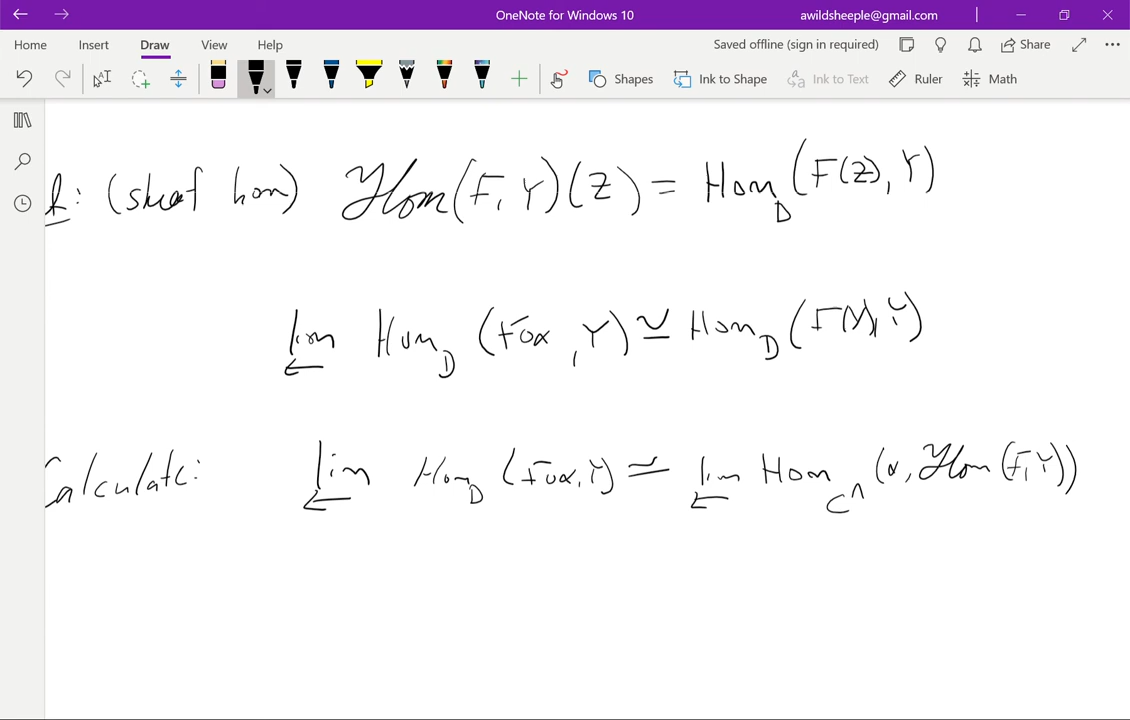 OneNote for Windows 10
awildsheeple@gmail.com
Home Insert Draw View Help
Saved offline (sign in required)
Share
Shapes Ink to Shape Ink to Text Ruler Math
f: (sheaf hom) ℋom(F, Y)(Z) = Hom_D(F(Z), Y)
lim← Hom_D(F∘α, Y) ≃ Hom_D(F(X), Y)
Calculate: lim← Hom_D(F∘α, Y) ≃ lim← Hom_C^∧(α, ℋom(F, Y))